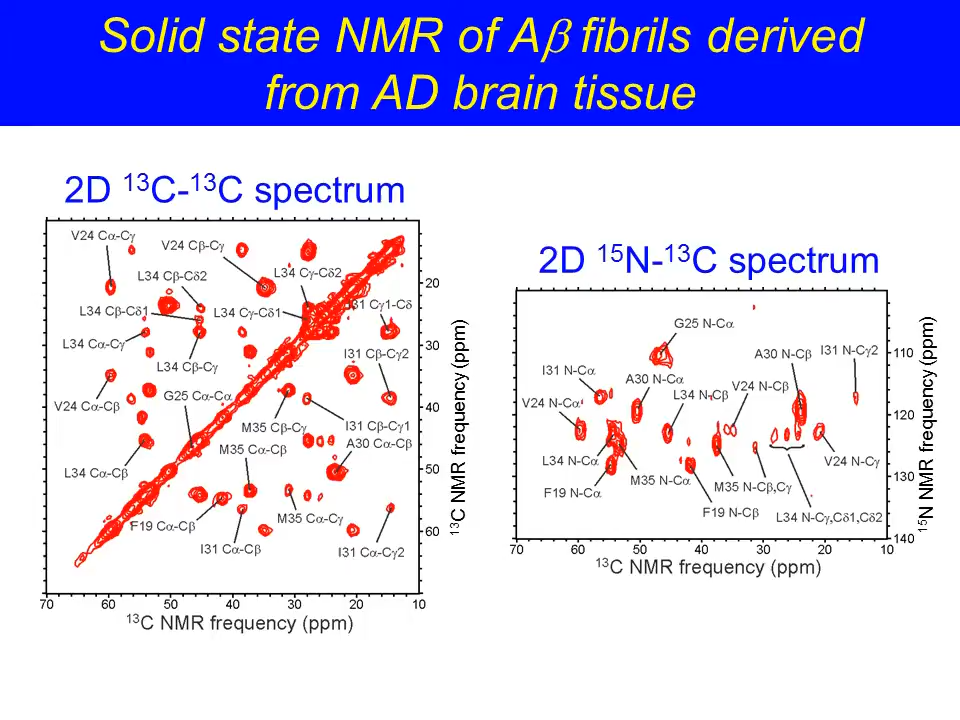 Solid state NMR of Aβ fibrils derived
from AD brain tissue
2D ¹³C-¹³C spectrum
V24 Cα-Cγ
V24 Cβ-Cγ
L34 Cβ-Cδ2
L34 Cγ-Cδ2
L34 Cβ-Cδ1
L34 Cγ-Cδ1
I31 Cγ1-Cδ
L34 Cα-Cγ
L34 Cβ-Cγ
I31 Cβ-Cγ2
V24 Cα-Cβ
G25 Cα-Cα
M35 Cβ-Cγ
I31 Cβ-Cγ1
A30 Cα-Cβ
M35 Cα-Cβ
L34 Cα-Cβ
F19 Cα-Cβ
M35 Cα-Cγ
I31 Cα-Cβ
I31 Cα-Cγ2
20
30
40
50
60
¹³C NMR frequency (ppm)
70 60 50 40 30 20 10
¹³C NMR frequency (ppm)
2D ¹⁵N-¹³C spectrum
G25 N-Cα
A30 N-Cβ
I31 N-Cγ2
I31 N-Cα
A30 N-Cα
V24 N-Cβ
V24 N-Cα
L34 N-Cβ
L34 N-Cα
V24 N-Cγ
M35 N-Cα
M35 N-Cβ,Cγ
F19 N-Cα
F19 N-Cβ
L34 N-Cγ,Cδ1,Cδ2
110
120
130
140
¹⁵N NMR frequency (ppm)
70 60 50 40 30 20 10
¹³C NMR frequency (ppm)